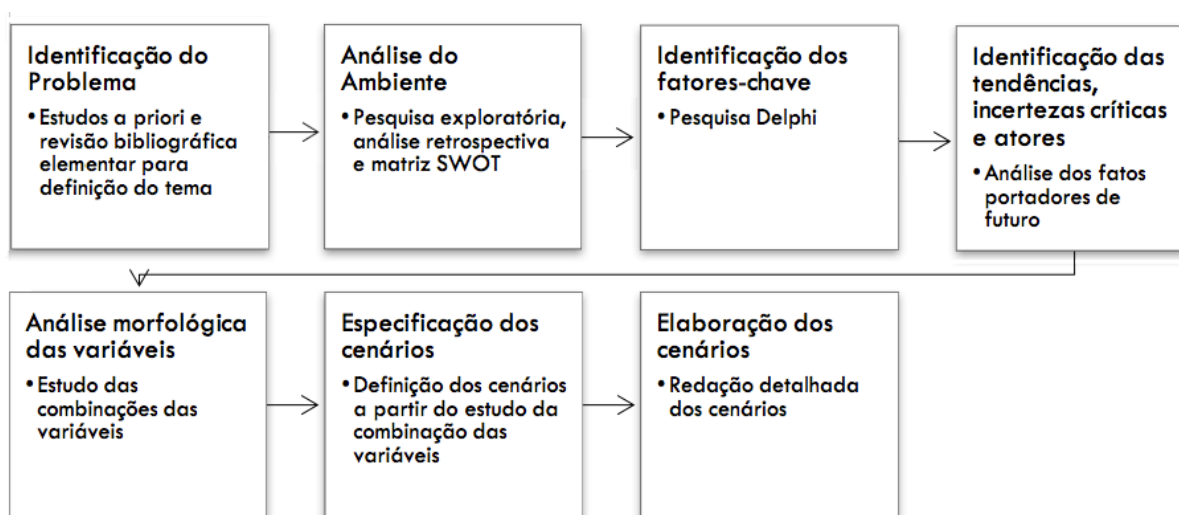 Identificação do
Problema
• Estudos a priori e
revisão bibliográfica
elementar para
definição do tema
Análise do
Ambiente
• Pesquisa exploratória,
análise retrospectiva
e matriz SWOT
Identificação dos
fatores-chave
• Pesquisa Delphi
Identificação das
tendências,
incertezas críticas
e atores
• Análise dos fatos
portadores de
futuro
Análise morfológica
das variáveis
• Estudo das
combinações das
variáveis
Especificação dos
cenários
• Definição dos cenários
a partir do estudo da
combinação das
variáveis
Elaboração dos
cenários
• Redação detalhada
dos cenários